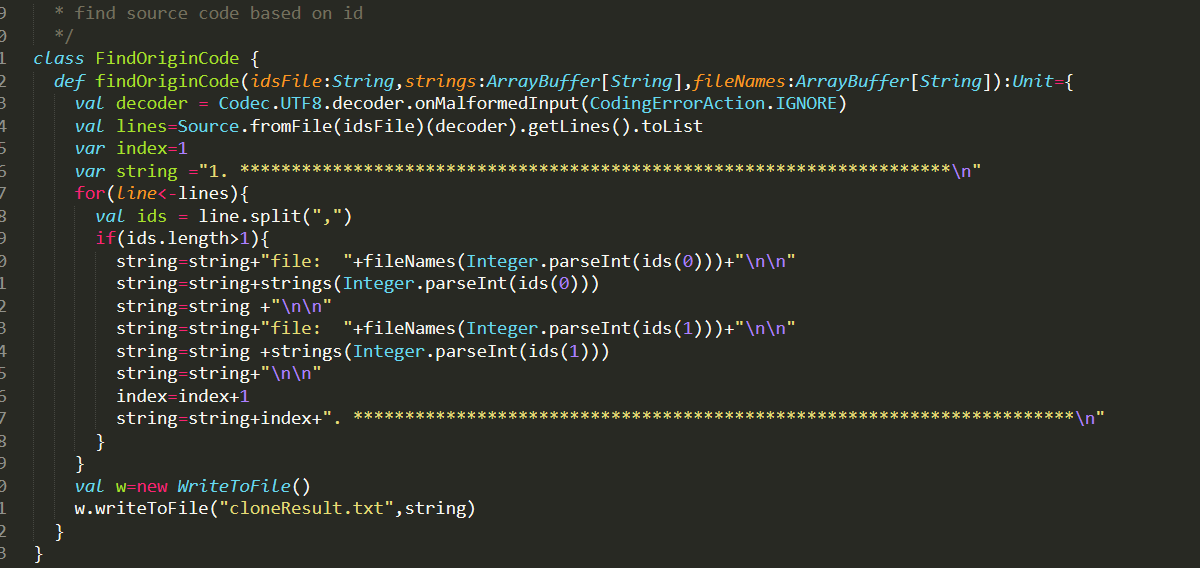 9 * find source code based on id
0 */
1 class FindOriginCode {
2 def findOriginCode(idsFile:String,strings:ArrayBuffer[String],fileNames:ArrayBuffer[String]):Unit={
3 val decoder = Codec.UTF8.decoder.onMalformedInput(CodingErrorAction.IGNORE)
4 val lines=Source.fromFile(idsFile)(decoder).getLines().toList
5 var index=1
6 var string ="1. *********************************************************************\n"
7 for(line<-lines){
8 val ids = line.split(",")
9 if(ids.length>1){
0 string=string+"file:  "+fileNames(Integer.parseInt(ids(0)))+"\n\n"
1 string=string+strings(Integer.parseInt(ids(0)))
2 string=string +"\n\n"
3 string=string+"file:  "+fileNames(Integer.parseInt(ids(1)))+"\n\n"
4 string=string +strings(Integer.parseInt(ids(1)))
5 string=string+"\n\n"
6 index=index+1
7 string=string+index+". **********************************************************************\n"
8 }
9 }
0 val w=new WriteToFile()
1 w.writeToFile("cloneResult.txt",string)
2 }
3 }